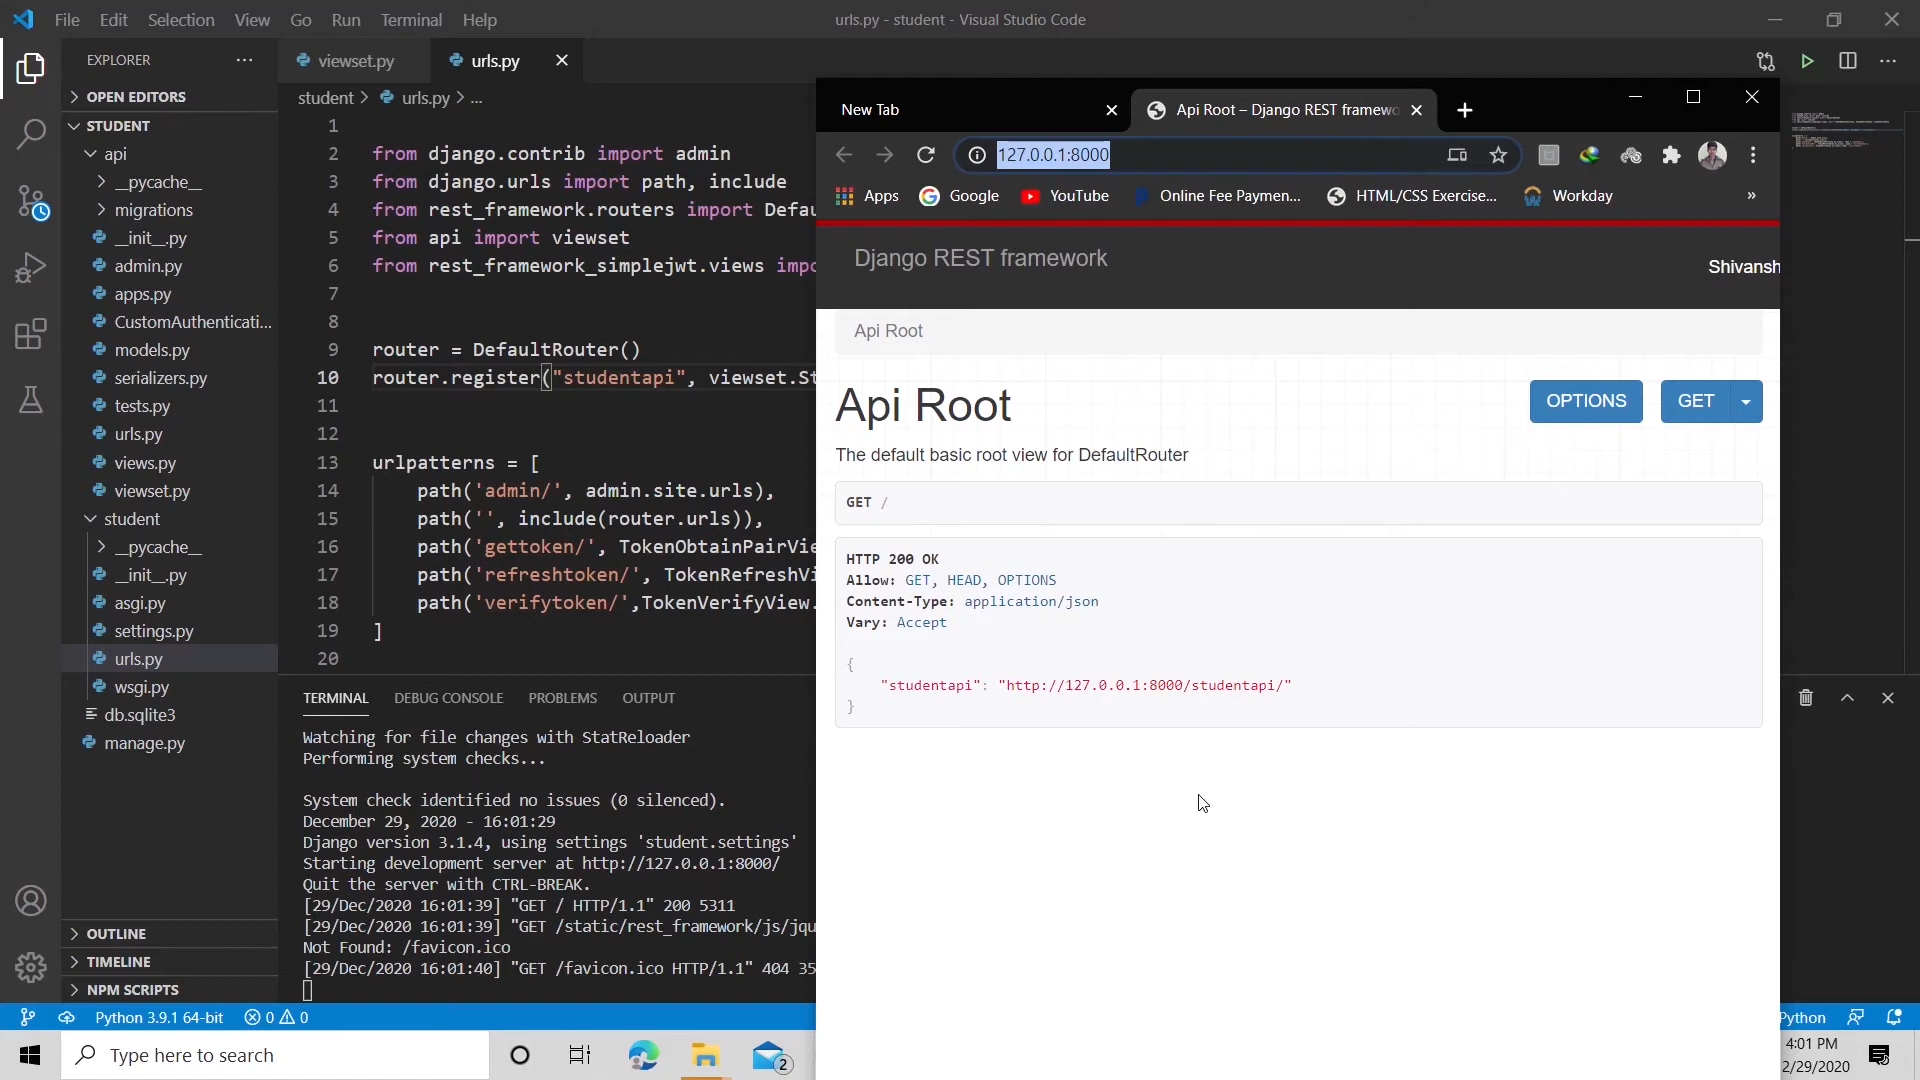 File Edit Selection View Go Run Terminal Help
urls.py - student - Visual Studio Code
EXPLORER
OPEN EDITORS
STUDENT
api
__pycache__
migrations
__init__.py
admin.py
apps.py
CustomAuthenticati...
models.py
serializers.py
tests.py
urls.py
views.py
viewset.py
student
__pycache__
__init__.py
asgi.py
settings.py
urls.py
wsgi.py
db.sqlite3
manage.py
OUTLINE
TIMELINE
NPM SCRIPTS
viewset.py
urls.py
student > urls.py > ...
1
2 from django.contrib import admin
3 from django.urls import path, include
4 from rest_framework.routers import Defau
5 from api import viewset
6 from rest_framework_simplejwt.views impo
7
8
9 router = DefaultRouter()
10 router.register("studentapi", viewset.St
11
12
13 urlpatterns = [
14 path('admin/', admin.site.urls),
15 path('', include(router.urls)),
16 path('gettoken/', TokenObtainPairVie
17 path('refreshtoken/', TokenRefreshVi
18 path('verifytoken/',TokenVerifyView.
19 ]
20
TERMINAL DEBUG CONSOLE PROBLEMS OUTPUT
Watching for file changes with StatReloader
Performing system checks...
System check identified no issues (0 silenced).
December 29, 2020 - 16:01:29
Django version 3.1.4, using settings 'student.settings'
Starting development server at http://127.0.0.1:8000/
Quit the server with CTRL-BREAK.
[29/Dec/2020 16:01:39] "GET / HTTP/1.1" 200 5311
[29/Dec/2020 16:01:39] "GET /static/rest_framework/js/jqu
Not Found: /favicon.ico
[29/Dec/2020 16:01:40] "GET /favicon.ico HTTP/1.1" 404 35
New Tab
Api Root – Django REST framewo
127.0.0.1:8000
Apps Google YouTube Online Fee Paymen... HTML/CSS Exercise... Workday »
Django REST framework
Shivansh
Api Root
Api Root
OPTIONS
GET
The default basic root view for DefaultRouter
GET /
HTTP 200 OK
Allow: GET, HEAD, OPTIONS
Content-Type: application/json
Vary: Accept
{
"studentapi": "http://127.0.0.1:8000/studentapi/"
}
Python 3.9.1 64-bit 0 0
Python
Type here to search
2
4:01 PM
2/29/2020